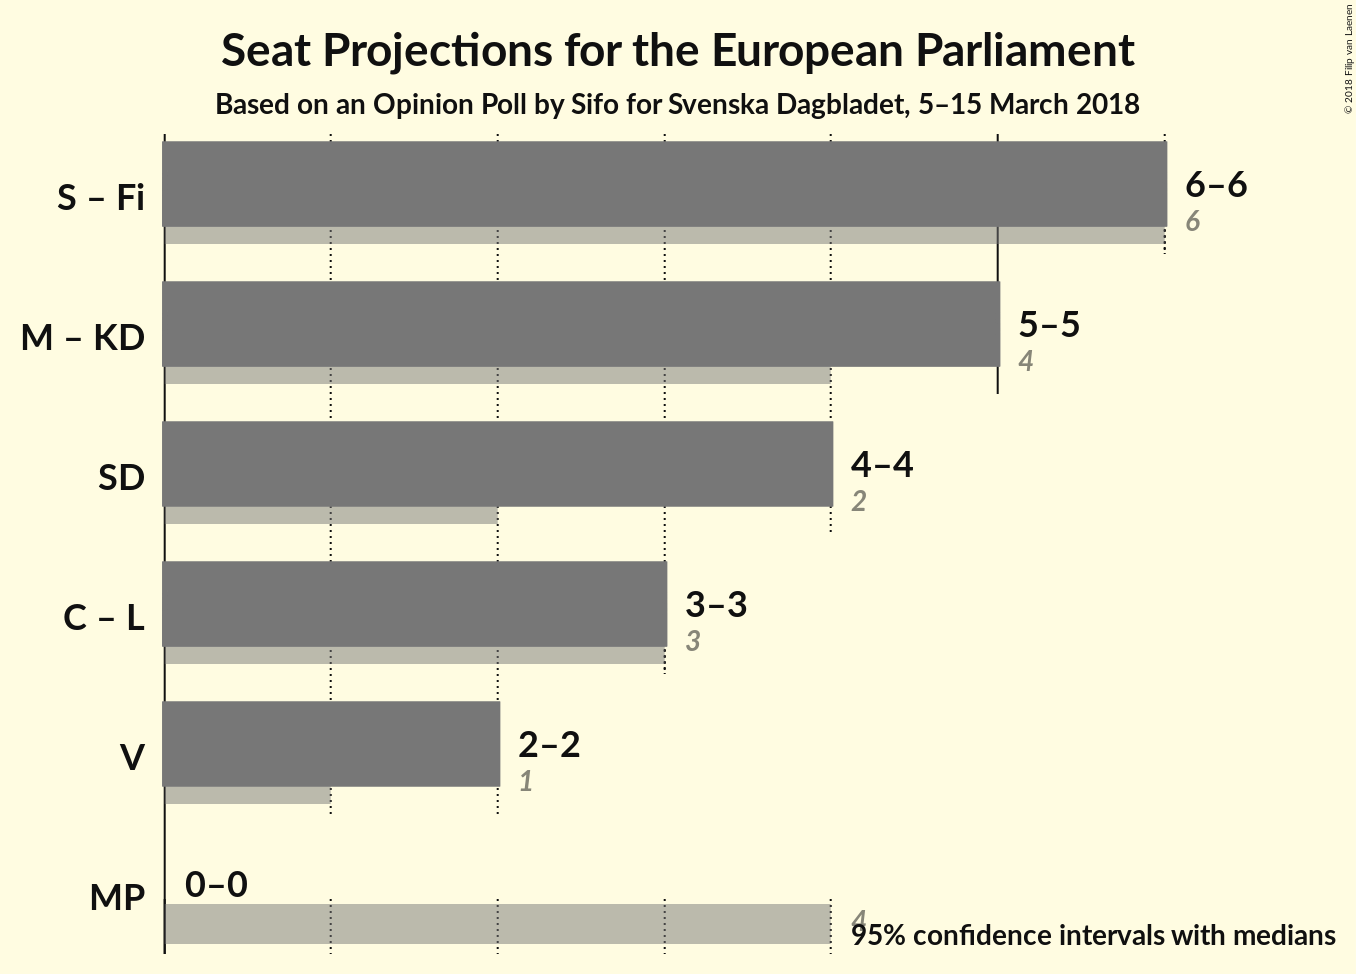 Seat Projections for the European Parliament
Based on an Opinion Poll by Sifo for Svenska Dagbladet, 5–15 March 2018
© 2018 Filip van Laenen
S – Fi
6–6
6
M – KD
5–5
4
SD
4–4
2
C – L
3–3
3
V
2–2
1
MP
0–0
4
95% confidence intervals with medians